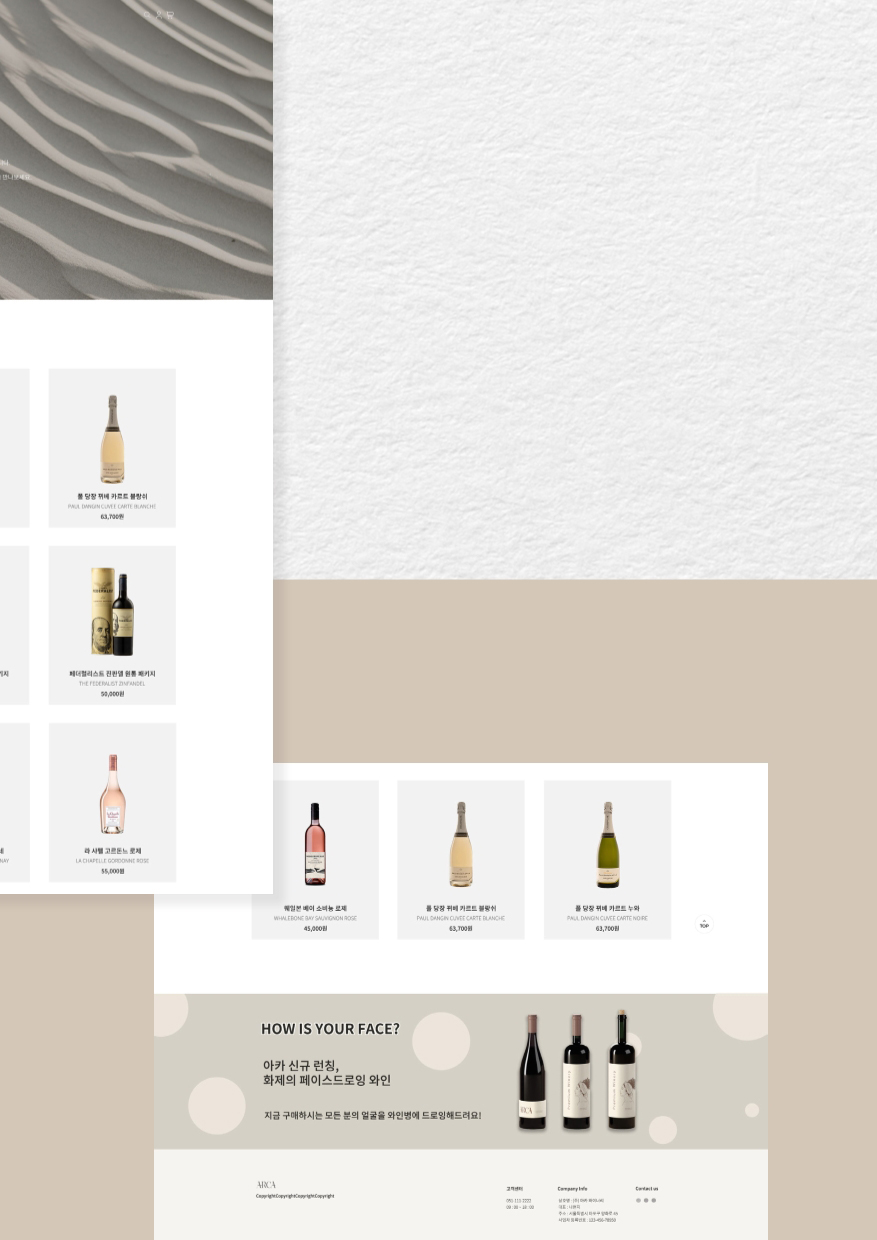 폴 당장 뀌베 카르트 블랑쉬
PAUL DANGIN CUVEE CARTE BLANCHE
63,700원
페더럴리스트 진판델 원통 패키지
THE FEDERALIST ZINFANDEL
50,000원
라 샤펠 고르돈느 로제
LA CHAPELLE GORDONNE ROSE
55,000원
웨일본 베이 소비뇽 로제
WHALEBONE BAY SAUVIGNON ROSE
45,000원
폴 당장 뀌베 카르트 블랑쉬
PAUL DANGIN CUVEE CARTE BLANCHE
63,700원
폴 당장 뀌베 카르트 누와
PAUL DANGIN CUVEE CARTE NOIRE
63,700원
TOP
HOW IS YOUR FACE?
아카 신규 런칭,
화제의 페이스드로잉 와인
지금 구매하시는 모든 분의 얼굴을 와인병에 드로잉해드려요!
ARCA
ARCA
CopyrightCopyrightCopyrightCopyright
고객센터
Company Info
Contact us